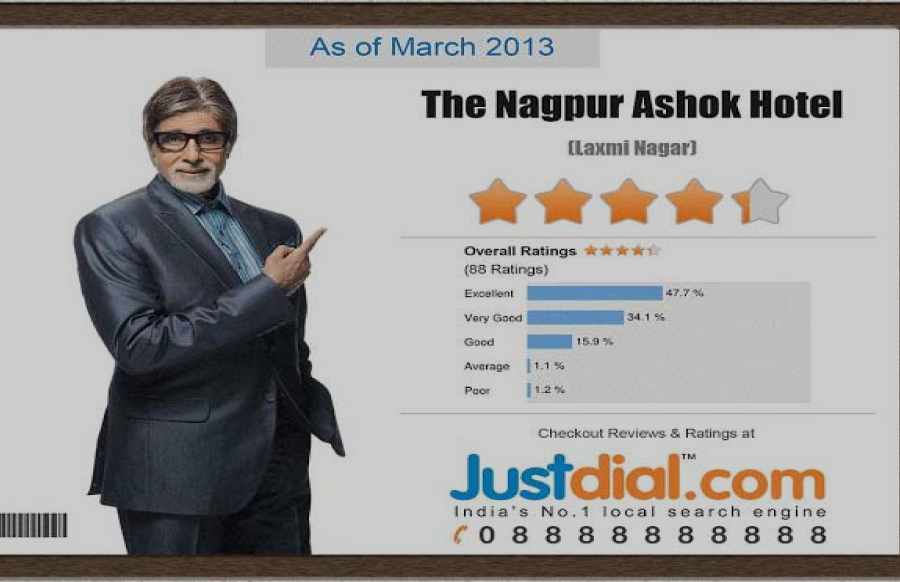 As of March 2013
The Nagpur Ashok Hotel
(Laxmi Nagar)
Overall Ratings
(88 Ratings)
Excellent 47.7 %
Very Good 34.1 %
Good 15.9 %
Average 1.1 %
Poor 1.2 %
Checkout Reviews & Ratings at
Justdial.com™
India's No.1 local search engine
08888888888